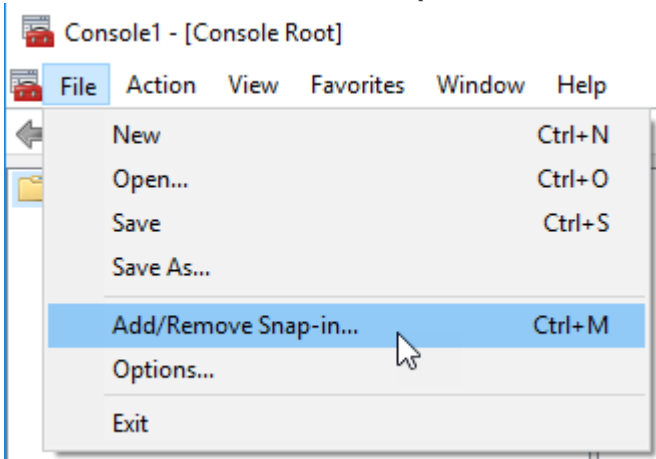 Console1 - [Console Root]
File Action View Favorites Window Help
New Ctrl+N
Open... Ctrl+O
Save Ctrl+S
Save As...
Add/Remove Snap-in... Ctrl+M
Options...
Exit